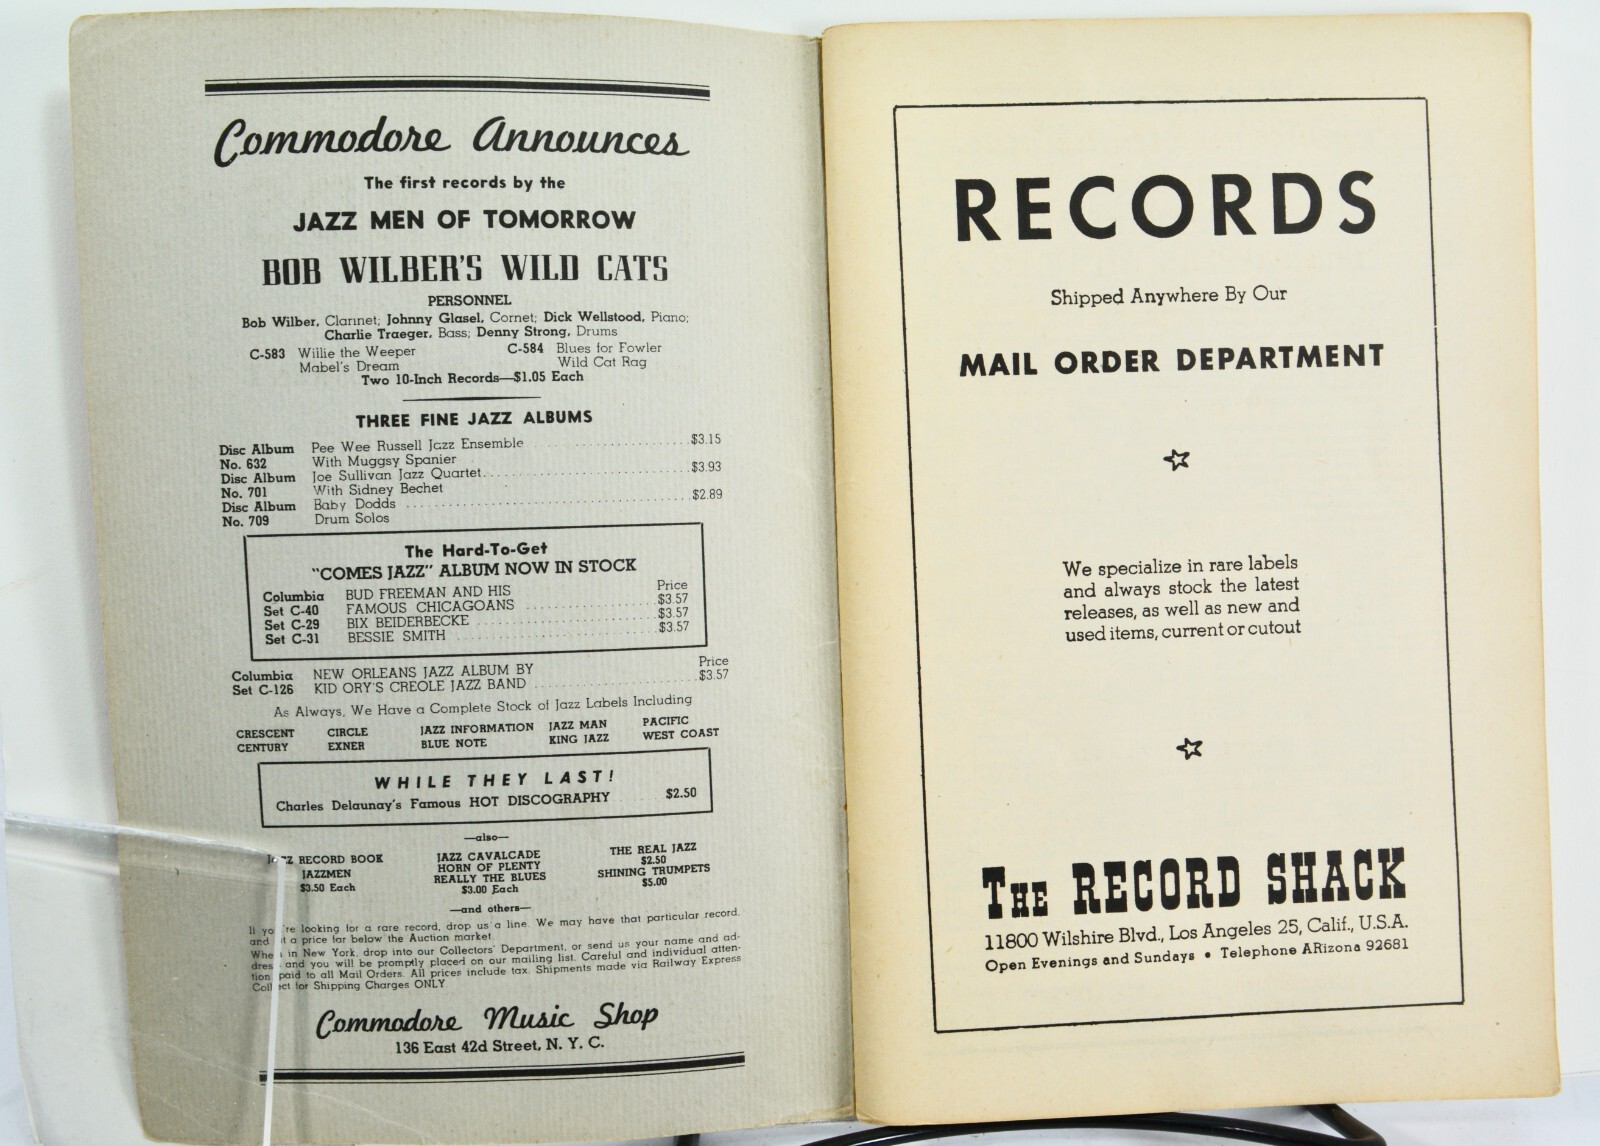 Commodore Announces
The first records by the
JAZZ MEN OF TOMORROW
BOB WILBER'S WILD CATS
PERSONNEL
Bob Wilber, Clarinet; Johnny Glasel, Cornet; Dick Wellstood, Piano;
Charlie Traeger, Bass; Denny Strong, Drums
C-583 Willie the Weeper C-584 Blues for Fowler
Mabel's Dream Wild Cat Rag
Two 10-Inch Records—$1.05 Each
THREE FINE JAZZ ALBUMS
Disc Album Pee Wee Russell Jazz Ensemble $3.15
No. 632 With Muggsy Spanier
Disc Album Joe Sullivan Jazz Quartet $3.93
No. 701 With Sidney Bechet
Disc Album Baby Dodds $2.89
No. 709 Drum Solos
The Hard-To-Get
"COMES JAZZ" ALBUM NOW IN STOCK
Price
Columbia BUD FREEMAN AND HIS
Set C-40 FAMOUS CHICAGOANS $3.57
Set C-29 BIX BEIDERBECKE $3.57
Set C-31 BESSIE SMITH $3.57
Price
Columbia NEW ORLEANS JAZZ ALBUM BY
Set C-126 KID ORY'S CREOLE JAZZ BAND $3.57
As Always, We Have a Complete Stock of Jazz Labels Including
CRESCENT CIRCLE JAZZ INFORMATION JAZZ MAN PACIFIC
CENTURY EXNER BLUE NOTE KING JAZZ WEST COAST
WHILE THEY LAST!
Charles Delaunay's Famous HOT DISCOGRAPHY $2.50
—also—
JAZZ RECORD BOOK JAZZ CAVALCADE THE REAL JAZZ
JAZZMEN HORN OF PLENTY $2.50
$3.50 Each REALLY THE BLUES SHINING TRUMPETS
$3.00 Each $5.00
—and others—
If you're looking for a rare record, drop us a line. We may have that particular record,
and at a price far below the Auction market.
When in New York, drop into our Collectors' Department, or send us your name and ad-
dress and you will be promptly placed on our mailing list. Careful and individual atten-
tion paid to all Mail Orders. All prices include tax. Shipments made via Railway Express
Collect for Shipping Charges ONLY
Commodore Music Shop
136 East 42d Street, N. Y. C.
RECORDS
Shipped Anywhere By Our
MAIL ORDER DEPARTMENT
We specialize in rare labels
and always stock the latest
releases, as well as new and
used items, current or cutout
THE RECORD SHACK
11800 Wilshire Blvd., Los Angeles 25, Calif., U.S.A.
Open Evenings and Sundays • Telephone ARizona 92681